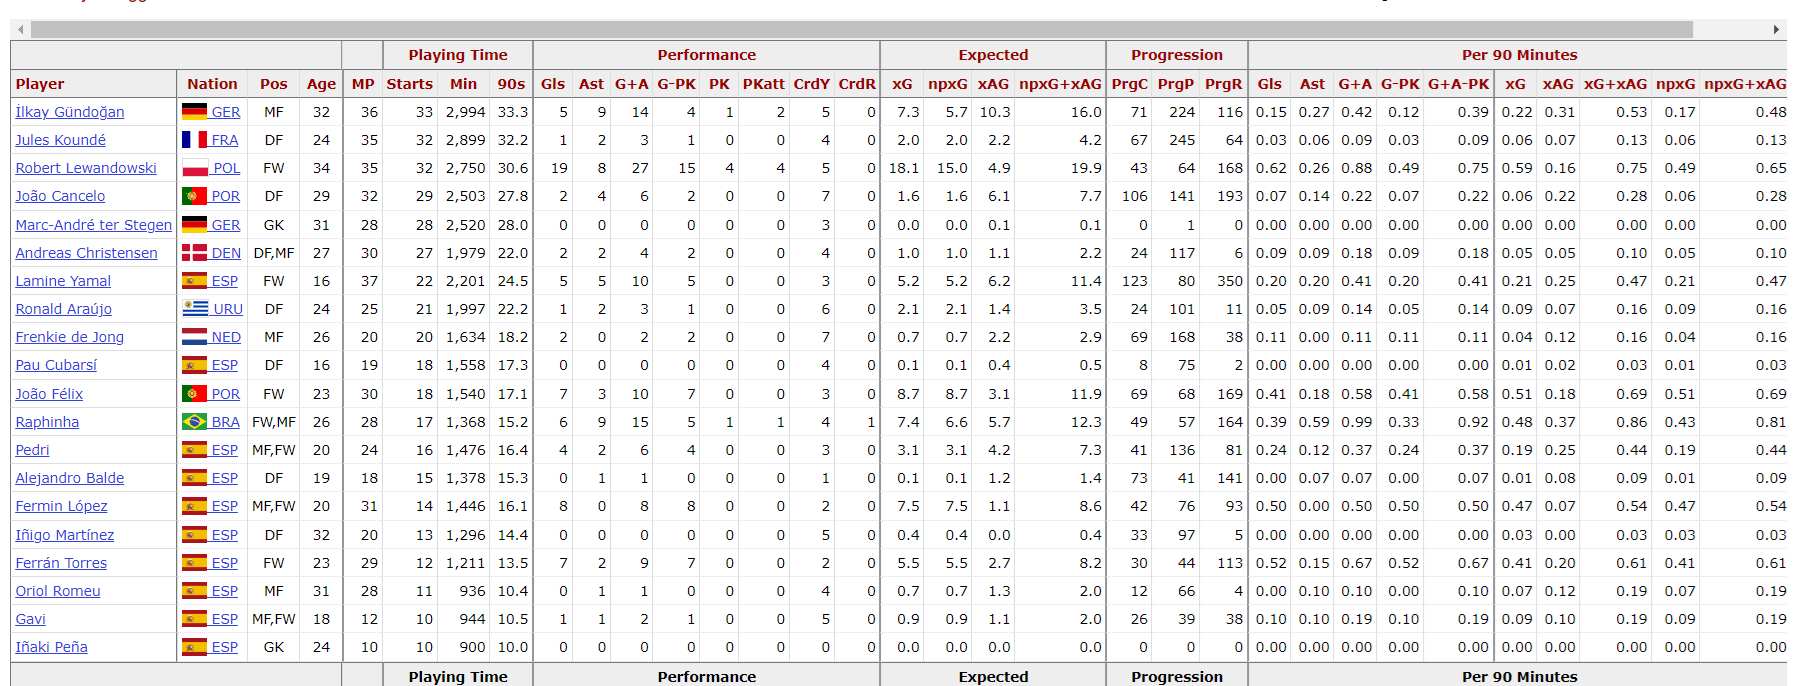 Playing Time Performance Expected Progression Per 90 Minutes
Player Nation Pos Age MP Starts Min 90s Gls Ast G+A G-PK PK PKatt CrdY CrdR xG npxG xAG npxG+xAG PrgC PrgP PrgR Gls Ast G+A G-PK G+A-PK xG xAG xG+xAG npxG npxG+xAG
İlkay Gündoğan GER MF 32 36 33 2,994 33.3 5 9 14 4 1 2 5 0 7.3 5.7 10.3 16.0 71 224 116 0.15 0.27 0.42 0.12 0.39 0.22 0.31 0.53 0.17 0.48
Jules Koundé FRA DF 24 35 32 2,899 32.2 1 2 3 1 0 0 4 0 2.0 2.0 2.2 4.2 67 245 64 0.03 0.06 0.09 0.03 0.09 0.06 0.07 0.13 0.06 0.13
Robert Lewandowski POL FW 34 35 32 2,750 30.6 19 8 27 15 4 4 5 0 18.1 15.0 4.9 19.9 43 64 168 0.62 0.26 0.88 0.49 0.75 0.59 0.16 0.75 0.49 0.65
João Cancelo POR DF 29 32 29 2,503 27.8 2 4 6 2 0 0 7 0 1.6 1.6 6.1 7.7 106 141 193 0.07 0.14 0.22 0.07 0.22 0.06 0.22 0.28 0.06 0.28
Marc-André ter Stegen GER GK 31 28 28 2,520 28.0 0 0 0 0 0 0 3 0 0.0 0.0 0.1 0.1 0 1 0 0.00 0.00 0.00 0.00 0.00 0.00 0.00 0.00 0.00 0.00
Andreas Christensen DEN DF,MF 27 30 27 1,979 22.0 2 2 4 2 0 0 4 0 1.0 1.0 1.1 2.2 24 117 6 0.09 0.09 0.18 0.09 0.18 0.05 0.05 0.10 0.05 0.10
Lamine Yamal ESP FW 16 37 22 2,201 24.5 5 5 10 5 0 0 3 0 5.2 5.2 6.2 11.4 123 80 350 0.20 0.20 0.41 0.20 0.41 0.21 0.25 0.47 0.21 0.47
Ronald Araújo URU DF 24 25 21 1,997 22.2 1 2 3 1 0 0 6 0 2.1 2.1 1.4 3.5 24 101 11 0.05 0.09 0.14 0.05 0.14 0.09 0.07 0.16 0.09 0.16
Frenkie de Jong NED MF 26 20 20 1,634 18.2 2 0 2 2 0 0 7 0 0.7 0.7 2.2 2.9 69 168 38 0.11 0.00 0.11 0.11 0.11 0.04 0.12 0.16 0.04 0.16
Pau Cubarsí ESP DF 16 19 18 1,558 17.3 0 0 0 0 0 0 4 0 0.1 0.1 0.4 0.5 8 75 2 0.00 0.00 0.00 0.00 0.00 0.01 0.02 0.03 0.01 0.03
João Félix POR FW 23 30 18 1,540 17.1 7 3 10 7 0 0 3 0 8.7 8.7 3.1 11.9 69 68 169 0.41 0.18 0.58 0.41 0.58 0.51 0.18 0.69 0.51 0.69
Raphinha BRA FW,MF 26 28 17 1,368 15.2 6 9 15 5 1 1 4 1 7.4 6.6 5.7 12.3 49 57 164 0.39 0.59 0.99 0.33 0.92 0.48 0.37 0.86 0.43 0.81
Pedri ESP MF,FW 20 24 16 1,476 16.4 4 2 6 4 0 0 3 0 3.1 3.1 4.2 7.3 41 136 81 0.24 0.12 0.37 0.24 0.37 0.19 0.25 0.44 0.19 0.44
Alejandro Balde ESP DF 19 18 15 1,378 15.3 0 1 1 0 0 0 1 0 0.1 0.1 1.2 1.4 73 41 141 0.00 0.07 0.07 0.00 0.07 0.01 0.08 0.09 0.01 0.09
Fermin López ESP MF,FW 20 31 14 1,446 16.1 8 0 8 8 0 0 2 0 7.5 7.5 1.1 8.6 42 76 93 0.50 0.00 0.50 0.50 0.50 0.47 0.07 0.54 0.47 0.54
Iñigo Martínez ESP DF 32 20 13 1,296 14.4 0 0 0 0 0 0 5 0 0.4 0.4 0.0 0.4 33 97 5 0.00 0.00 0.00 0.00 0.00 0.03 0.00 0.03 0.03 0.03
Ferrán Torres ESP FW 23 29 12 1,211 13.5 7 2 9 7 0 0 2 0 5.5 5.5 2.7 8.2 30 44 113 0.52 0.15 0.67 0.52 0.67 0.41 0.20 0.61 0.41 0.61
Oriol Romeu ESP MF 31 28 11 936 10.4 0 1 1 0 0 0 4 0 0.7 0.7 1.3 2.0 12 66 4 0.00 0.10 0.10 0.00 0.10 0.07 0.12 0.19 0.07 0.19
Gavi ESP MF,FW 18 12 10 944 10.5 1 1 2 1 0 0 5 0 0.9 0.9 1.1 2.0 26 39 38 0.10 0.10 0.19 0.10 0.19 0.09 0.10 0.19 0.09 0.19
Iñaki Peña ESP GK 24 10 10 900 10.0 0 0 0 0 0 0 0 0 0.0 0.0 0.0 0.0 0 0 0 0.00 0.00 0.00 0.00 0.00 0.00 0.00 0.00 0.00 0.00
Playing Time Performance Expected Progression Per 90 Minutes